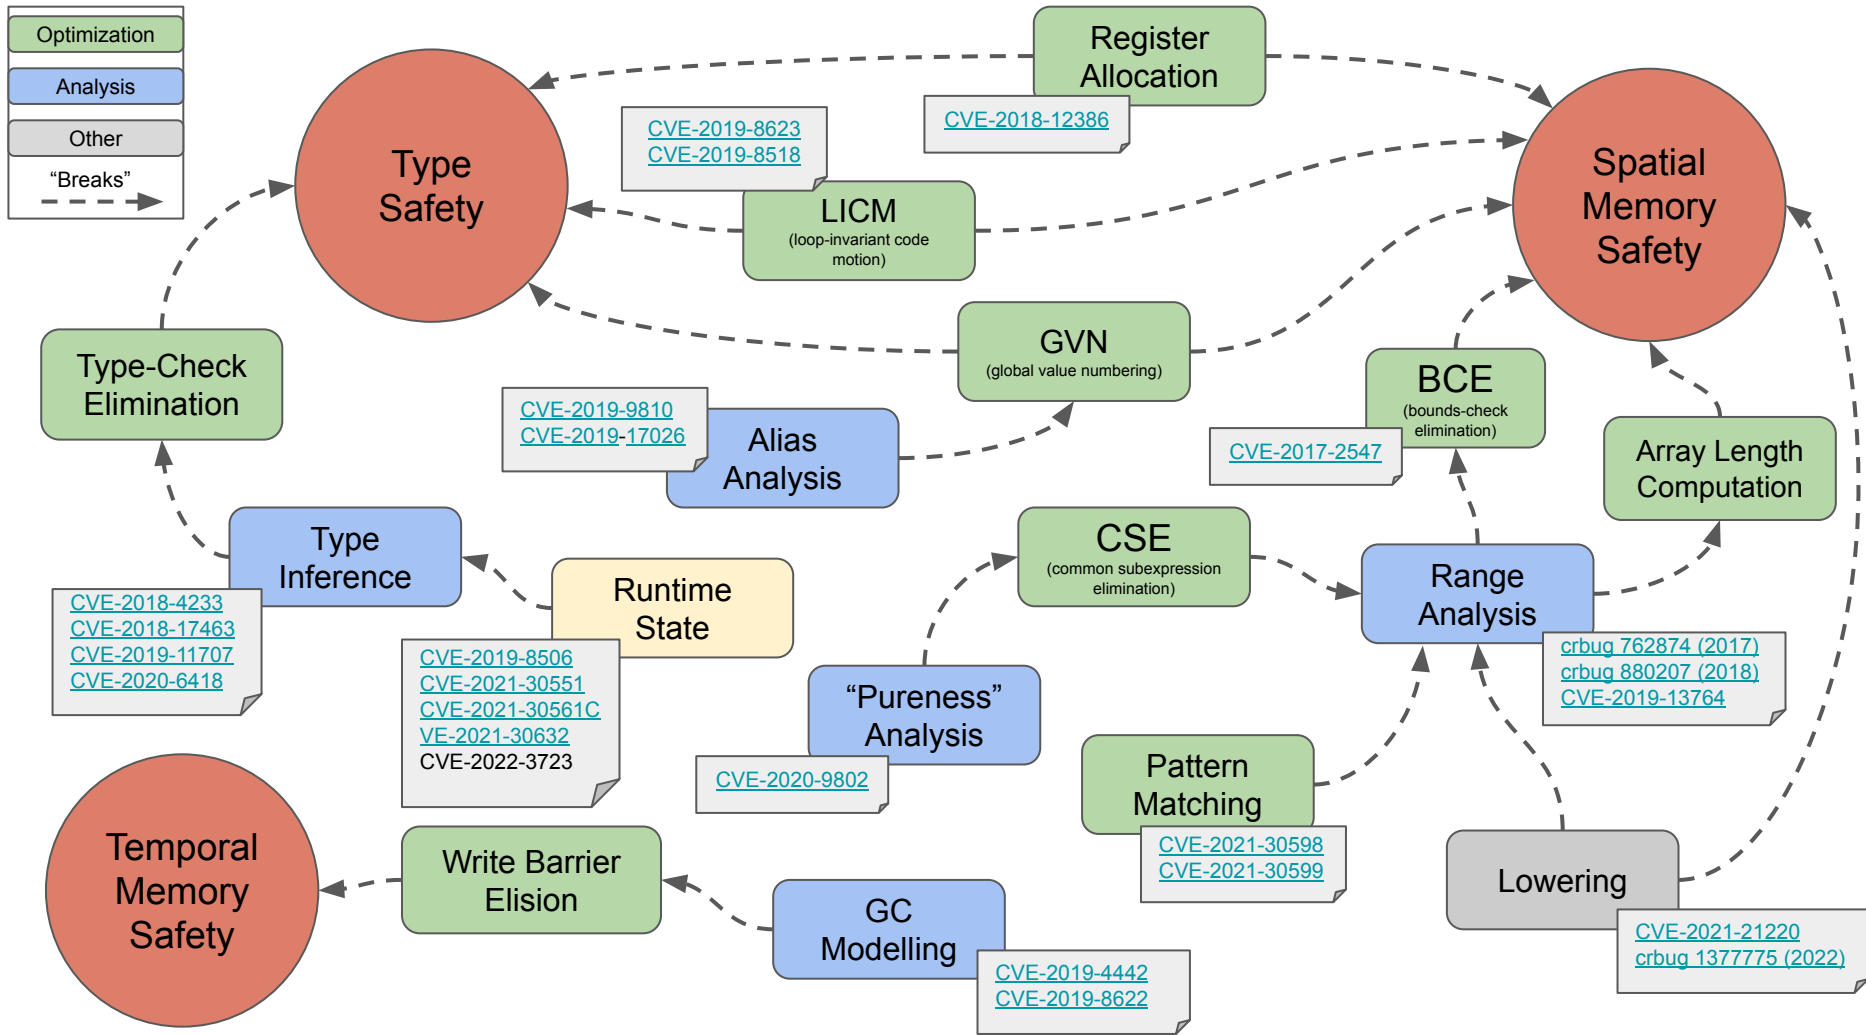 Optimization
Analysis
Other
“Breaks”
Type
Safety
Register
Allocation
CVE-2018-12386
CVE-2019-8623
CVE-2019-8518
LICM
(loop-invariant code
motion)
Spatial
Memory
Safety
Type-Check
Elimination
GVN
(global value numbering)
BCE
(bounds-check
elimination)
CVE-2017-2547
CVE-2019-9810
CVE-2019-17026
Alias
Analysis
Array Length
Computation
Type
Inference
CVE-2018-4233
CVE-2018-17463
CVE-2019-11707
CVE-2020-6418
Runtime
State
CVE-2019-8506
CVE-2021-30551
CVE-2021-30561C
VE-2021-30632
CVE-2022-3723
CSE
(common subexpression
elimination)
Range
Analysis
crbug 762874 (2017)
crbug 880207 (2018)
CVE-2019-13764
“Pureness”
Analysis
CVE-2020-9802
Pattern
Matching
CVE-2021-30598
CVE-2021-30599
Temporal
Memory
Safety
Write Barrier
Elision
GC
Modelling
CVE-2019-4442
CVE-2019-8622
Lowering
CVE-2021-21220
crbug 1377775 (2022)